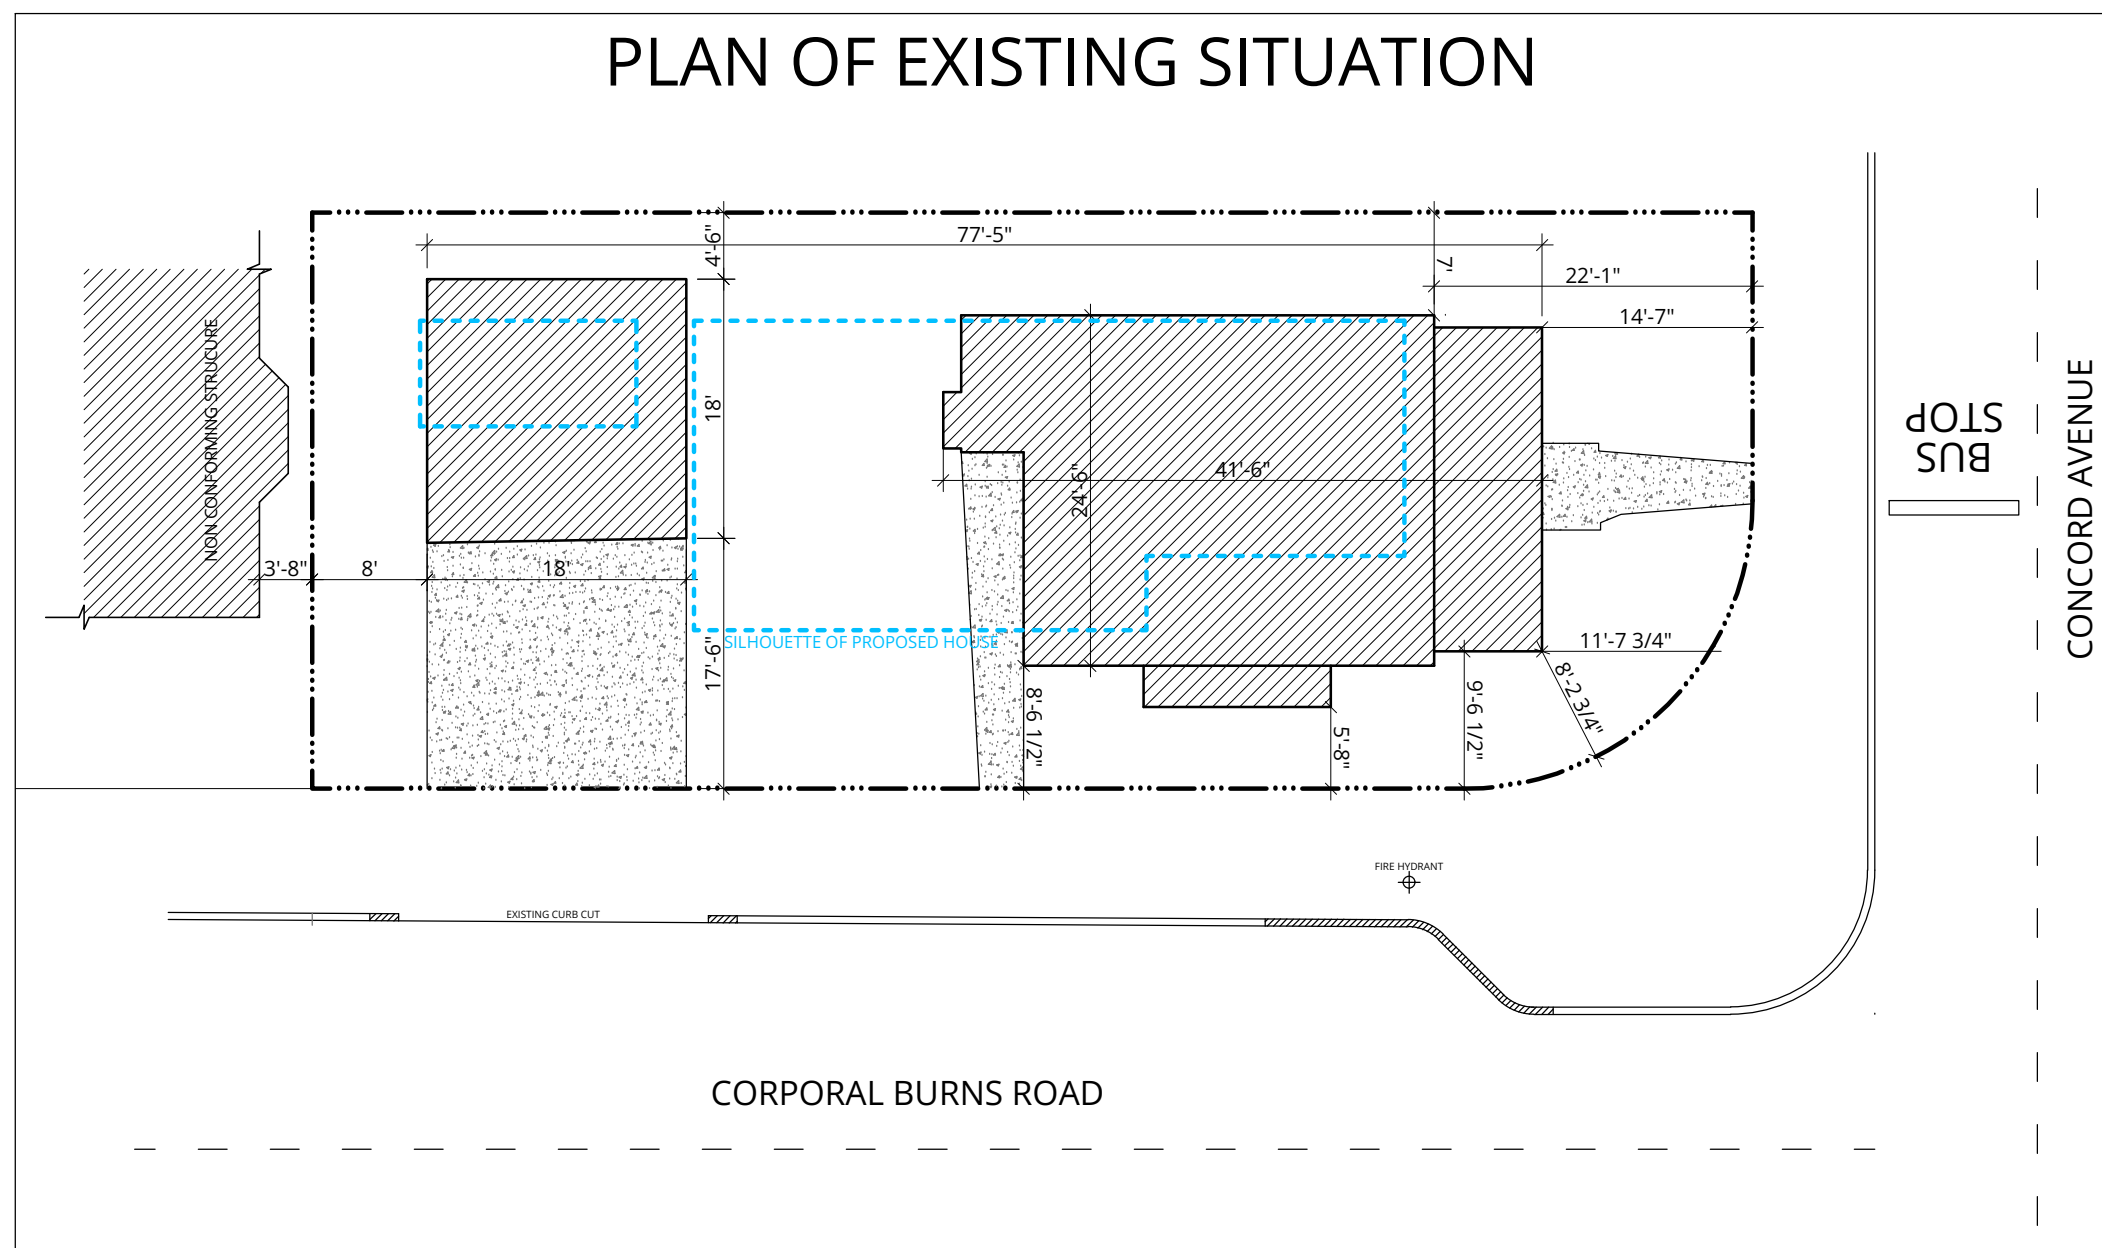 PLAN OF EXISTING SITUATION
77'-5"
4'-6"
7'
22'-1"
14'-7"
NON CONFORMING STRUCURE
18'
24'-6"
41'-6"
BUS
STOP
CONCORD AVENUE
3'-8"
8'
18'
SILHOUETTE OF PROPOSED HOUSE
17'-6"
8'-6 1/2"
5'-8"
9'-6 1/2"
11'-7 3/4"
8'-2 3/4"
FIRE HYDRANT
EXISTING CURB CUT
CORPORAL BURNS ROAD